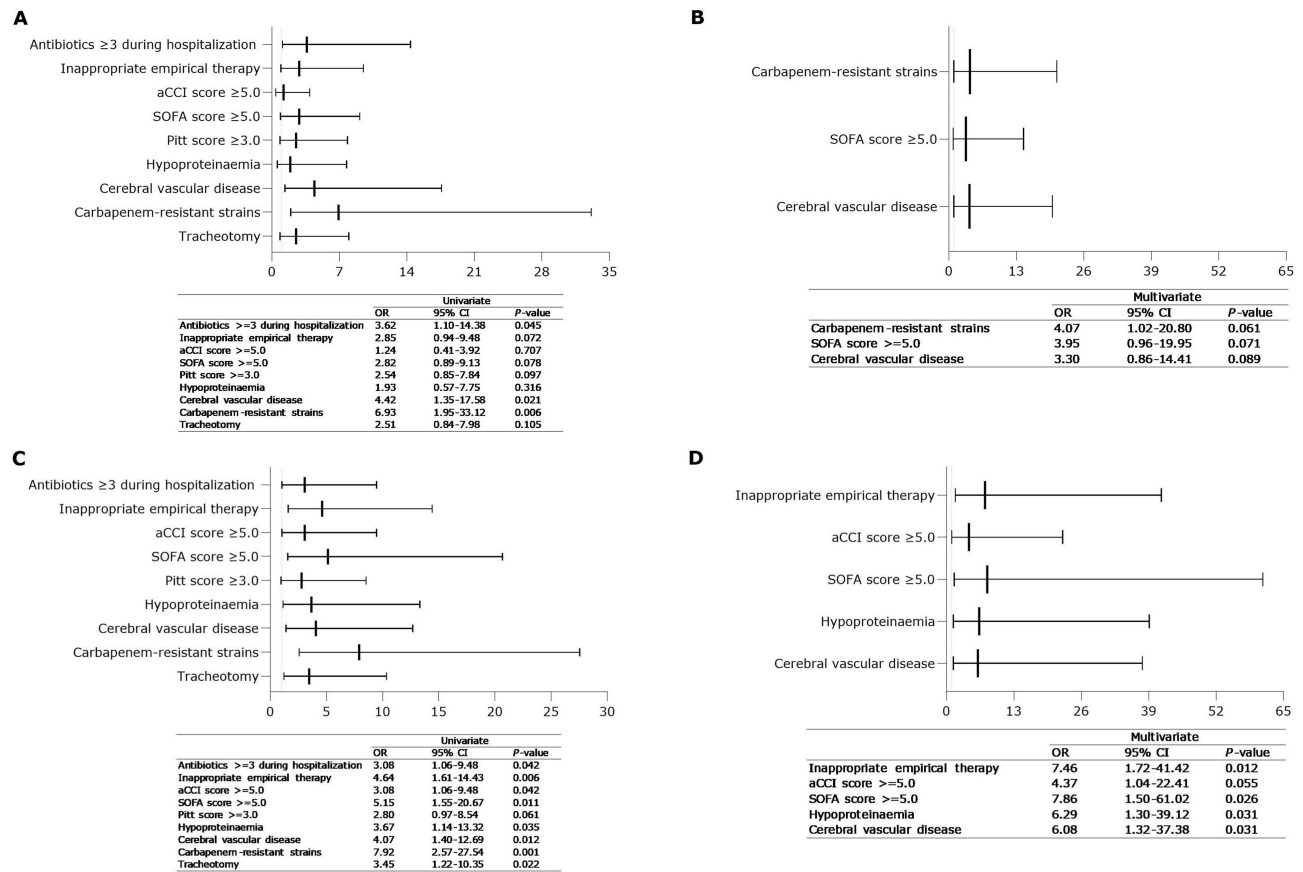 A
Antibiotics ≥3 during hospitalization
Inappropriate empirical therapy
aCCI score ≥5.0
SOFA score ≥5.0
Pitt score ≥3.0
Hypoproteinaemia
Cerebral vascular disease
Carbapenem-resistant strains
Tracheotomy
0 7 14 21 28 35
Univariate
OR 95% CI P-value
Antibiotics >=3 during hospitalization 3.62 1.10-14.38 0.045
Inappropriate empirical therapy 2.85 0.94-9.48 0.072
aCCI score >=5.0 1.24 0.41-3.92 0.707
SOFA score >=5.0 2.82 0.89-9.13 0.078
Pitt score >=3.0 2.54 0.85-7.84 0.097
Hypoproteinaemia 1.93 0.57-7.75 0.316
Cerebral vascular disease 4.42 1.35-17.58 0.021
Carbapenem-resistant strains 6.93 1.95-33.12 0.006
Tracheotomy 2.51 0.84-7.98 0.105
B
Carbapenem-resistant strains
SOFA score ≥5.0
Cerebral vascular disease
0 13 26 39 52 65
Multivariate
OR 95% CI P-value
Carbapenem-resistant strains 4.07 1.02-20.80 0.061
SOFA score >=5.0 3.95 0.96-19.95 0.071
Cerebral vascular disease 3.30 0.86-14.41 0.089
C
Antibiotics ≥3 during hospitalization
Inappropriate empirical therapy
aCCI score ≥5.0
SOFA score ≥5.0
Pitt score ≥3.0
Hypoproteinaemia
Cerebral vascular disease
Carbapenem-resistant strains
Tracheotomy
0 5 10 15 20 25 30
Univariate
OR 95% CI P-value
Antibiotics >=3 during hospitalization 3.08 1.06-9.48 0.042
Inappropriate empirical therapy 4.64 1.61-14.43 0.006
aCCI score >=5.0 3.08 1.06-9.48 0.042
SOFA score >=5.0 5.15 1.55-20.67 0.011
Pitt score >=3.0 2.80 0.97-8.54 0.061
Hypoproteinaemia 3.67 1.14-13.32 0.035
Cerebral vascular disease 4.07 1.40-12.69 0.012
Carbapenem-resistant strains 7.92 2.57-27.54 0.001
Tracheotomy 3.45 1.22-10.35 0.022
D
Inappropriate empirical therapy
aCCI score ≥5.0
SOFA score ≥5.0
Hypoproteinaemia
Cerebral vascular disease
0 13 26 39 52 65
Multivariate
OR 95% CI P-value
Inappropriate empirical therapy 7.46 1.72-41.42 0.012
aCCI score >=5.0 4.37 1.04-22.41 0.055
SOFA score >=5.0 7.86 1.50-61.02 0.026
Hypoproteinaemia 6.29 1.30-39.12 0.031
Cerebral vascular disease 6.08 1.32-37.38 0.031